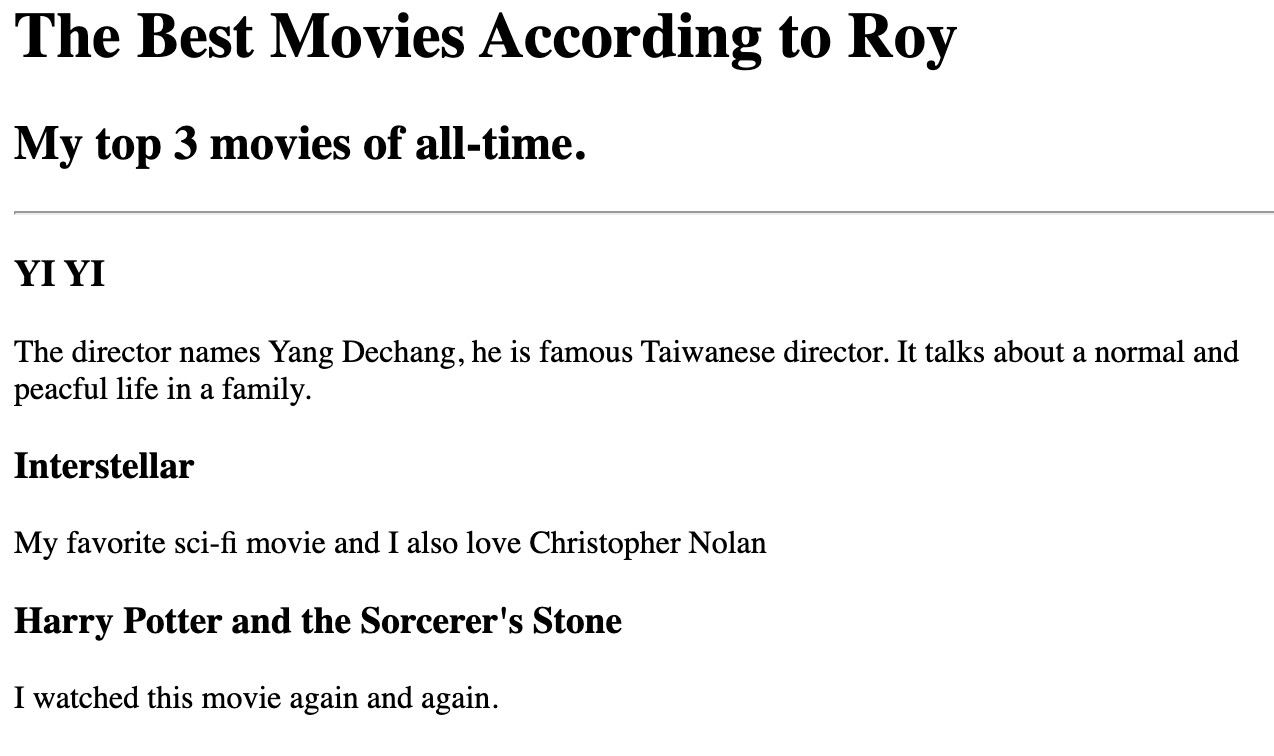 The Best Movies According to Roy
My top 3 movies of all-time.
YI YI
The director names Yang Dechang, he is famous Taiwanese director. It talks about a normal and
peacful life in a family.
Interstellar
My favorite sci-fi movie and I also love Christopher Nolan
Harry Potter and the Sorcerer's Stone
I watched this movie again and again.